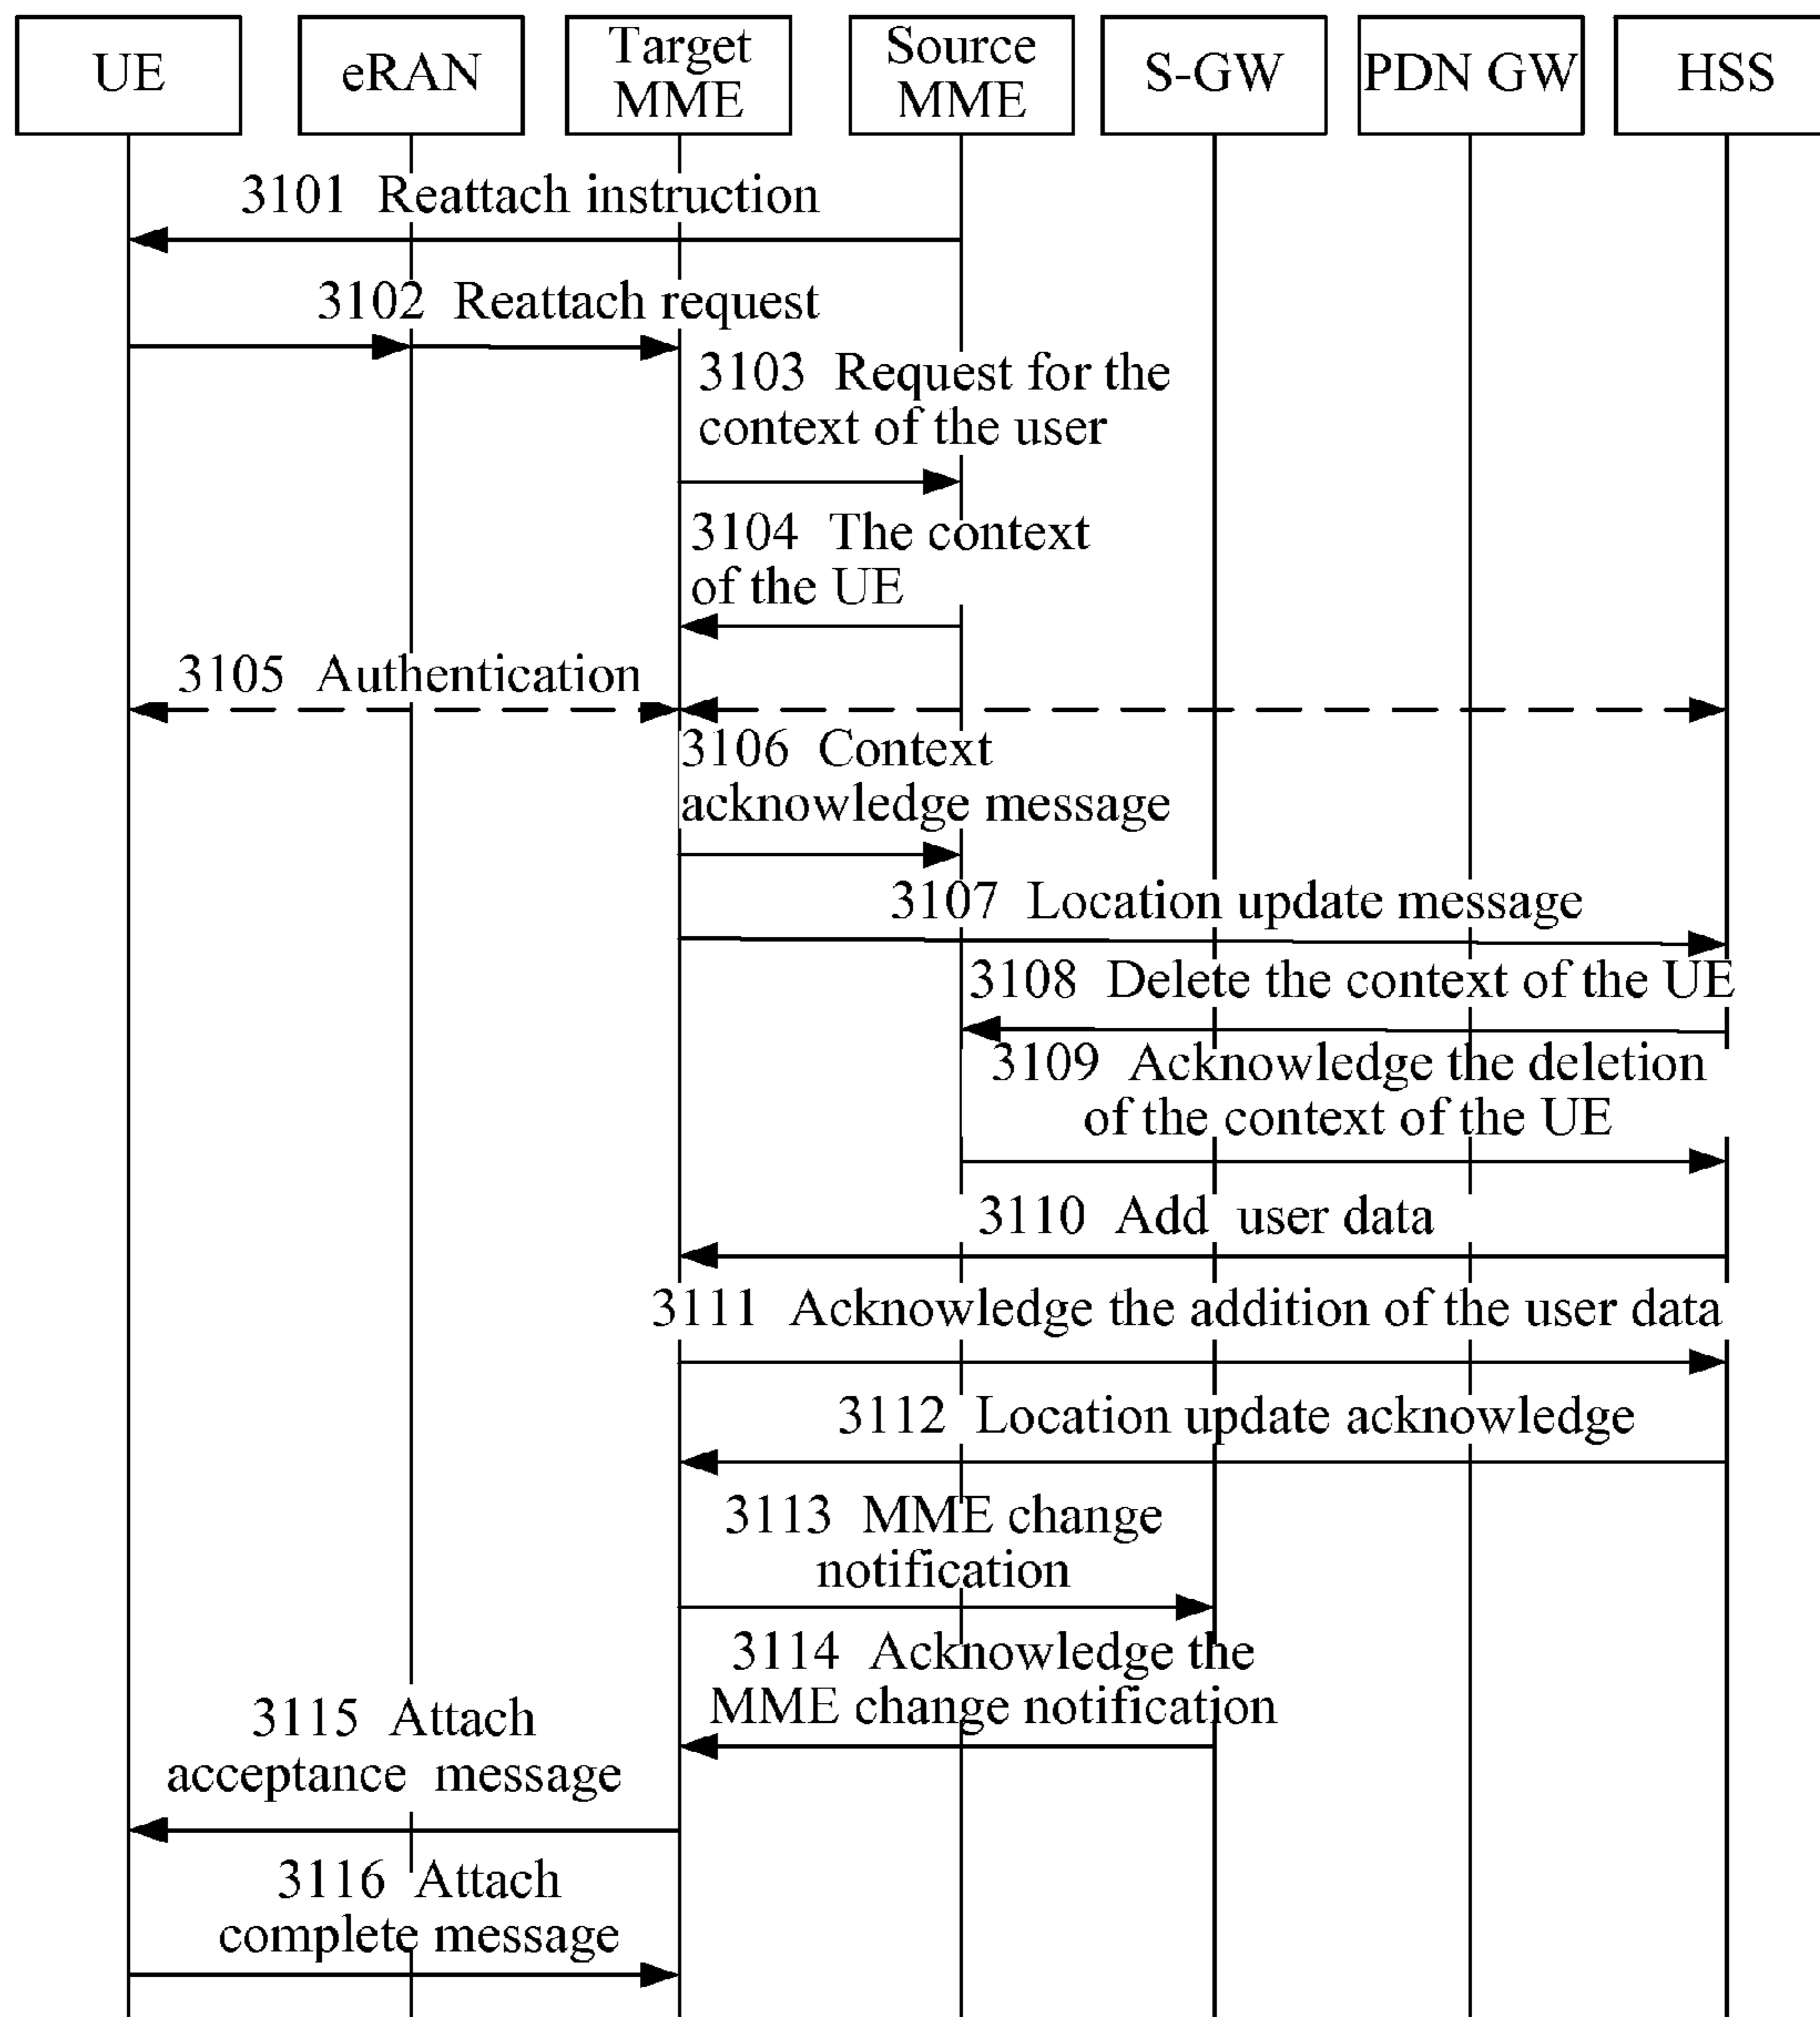 UE
eRAN
Target
MME
Source
MME
S-GW
PDN GW
HSS
3101 Reattach instruction
3102 Reattach request
3103 Request for the
context of the user
3104 The context
of the UE
3105 Authentication
3106 Context
acknowledge message
3107 Location update message
3108 Delete the context of the UE
3109 Acknowledge the deletion
of the context of the UE
3110 Add user data
3111 Acknowledge the addition of the user data
3112 Location update acknowledge
3113 MME change
notification
3114 Acknowledge the
MME change notification
3115 Attach
acceptance message
3116 Attach
complete message